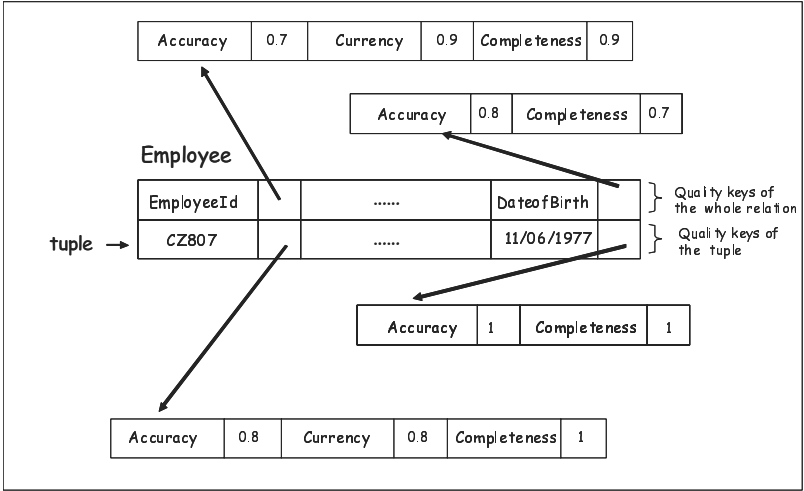 Accuracy 0.7 Currency 0.9 Completeness 0.9
Accuracy 0.8 Completeness 0.7
Employee
EmployeeId ...... DateofBirth
Quality keys of
the whole relation
tuple CZ807 ...... 11/06/1977
Quality keys of
the tuple
Accuracy 1 Completeness 1
Accuracy 0.8 Currency 0.8 Completeness 1